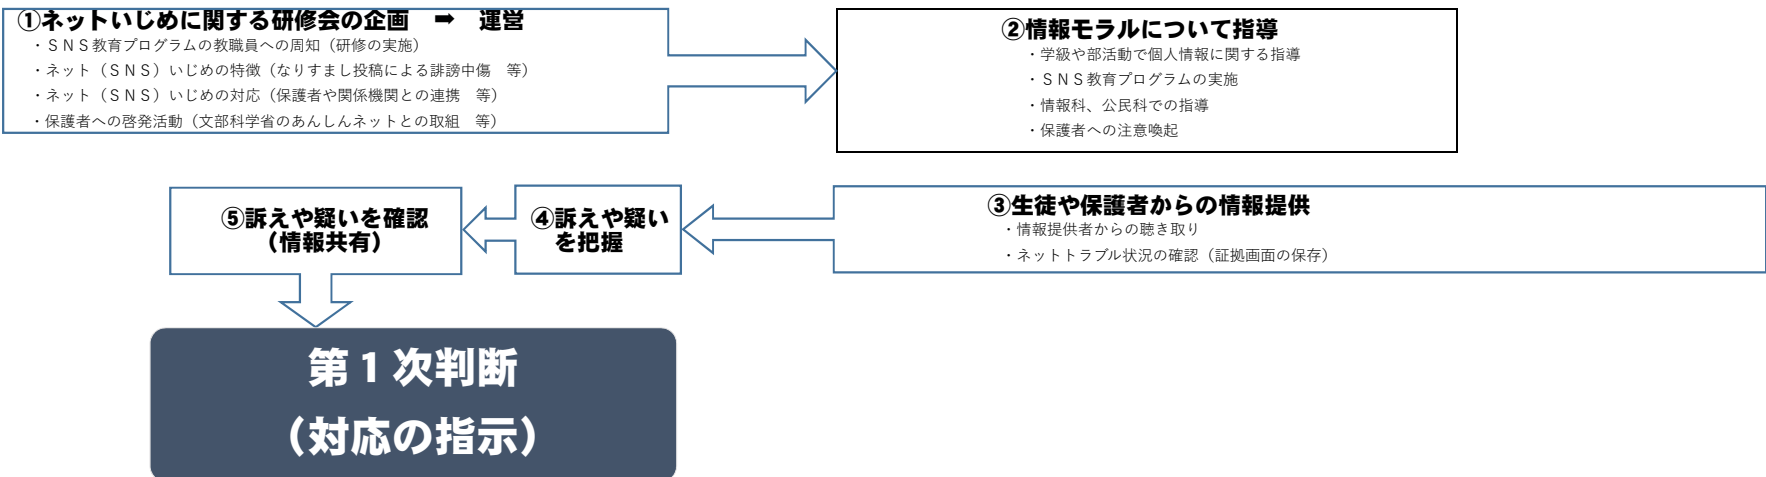 ①ネットいじめに関する研修会の企画　➡　運営
・ＳＮＳ教育プログラムの教職員への周知（研修の実施）
・ネット（ＳＮＳ）いじめの特徴（なりすまし投稿による誹謗中傷　等）
・ネット（ＳＮＳ）いじめの対応（保護者や関係機関との連携　等）
・保護者への啓発活動（文部科学省のあんしんネットとの取組　等）
②情報モラルについて指導
・学級や部活動で個人情報に関する指導
・ＳＮＳ教育プログラムの実施
・情報科、公民科での指導
・保護者への注意喚起
③生徒や保護者からの情報提供
・情報提供者からの聴き取り
・ネットトラブル状況の確認（証拠画面の保存）
④訴えや疑い
を把握
⑤訴えや疑いを確認
（情報共有）
第１次判断
（対応の指示）